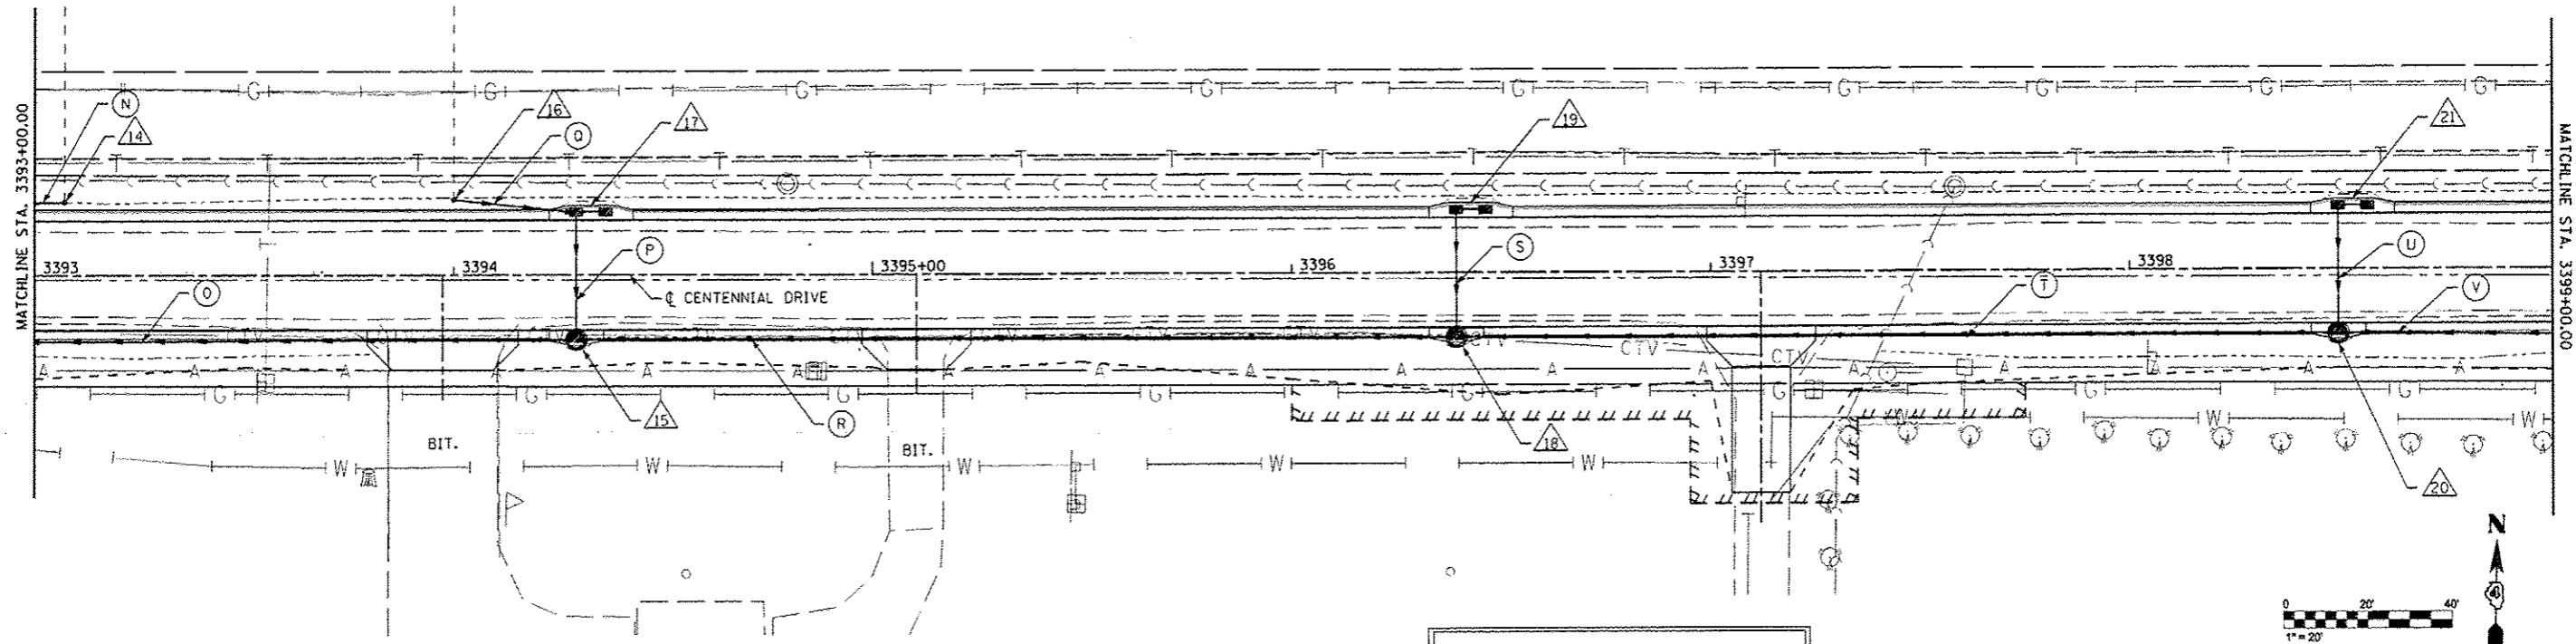 MATCHLINE STA. 3393+00.00
MATCHLINE STA. 3399+00.00
G G G G G G G G G
N 14 16 Q 17 19 21
T T T T T T T T T T T T T T T T T
P S U
3393 3394 3395+00 3396 3397 3398
O ℄ CENTENNIAL DRIVE T V
CTV CTV CTV
A A A A A A A A A A A A A A A A A
G G G G G G G G G
15 R 18 20
BIT. BIT.
W W W W W W W
N
0 20' 40'
1" = 20'